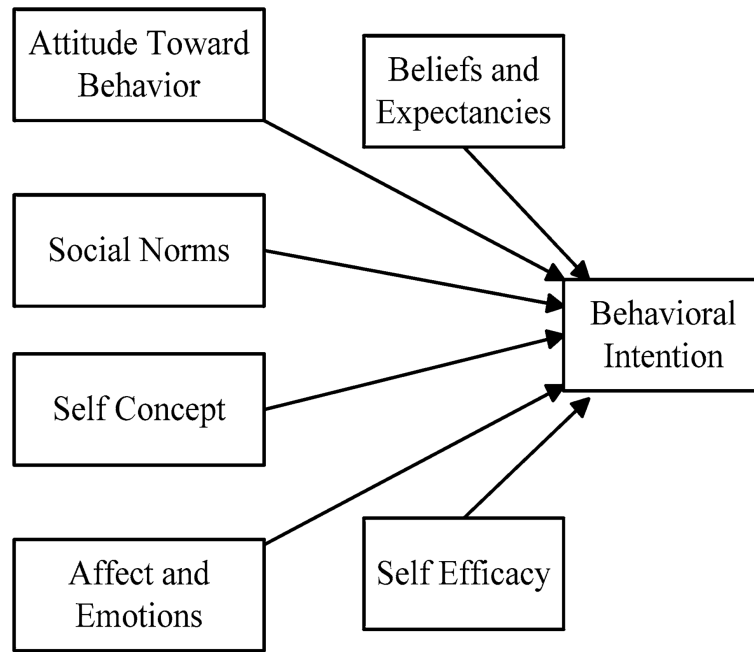 Attitude Toward
Behavior
Beliefs and
Expectancies
Social Norms
Behavioral
Intention
Self Concept
Affect and
Emotions
Self Efficacy